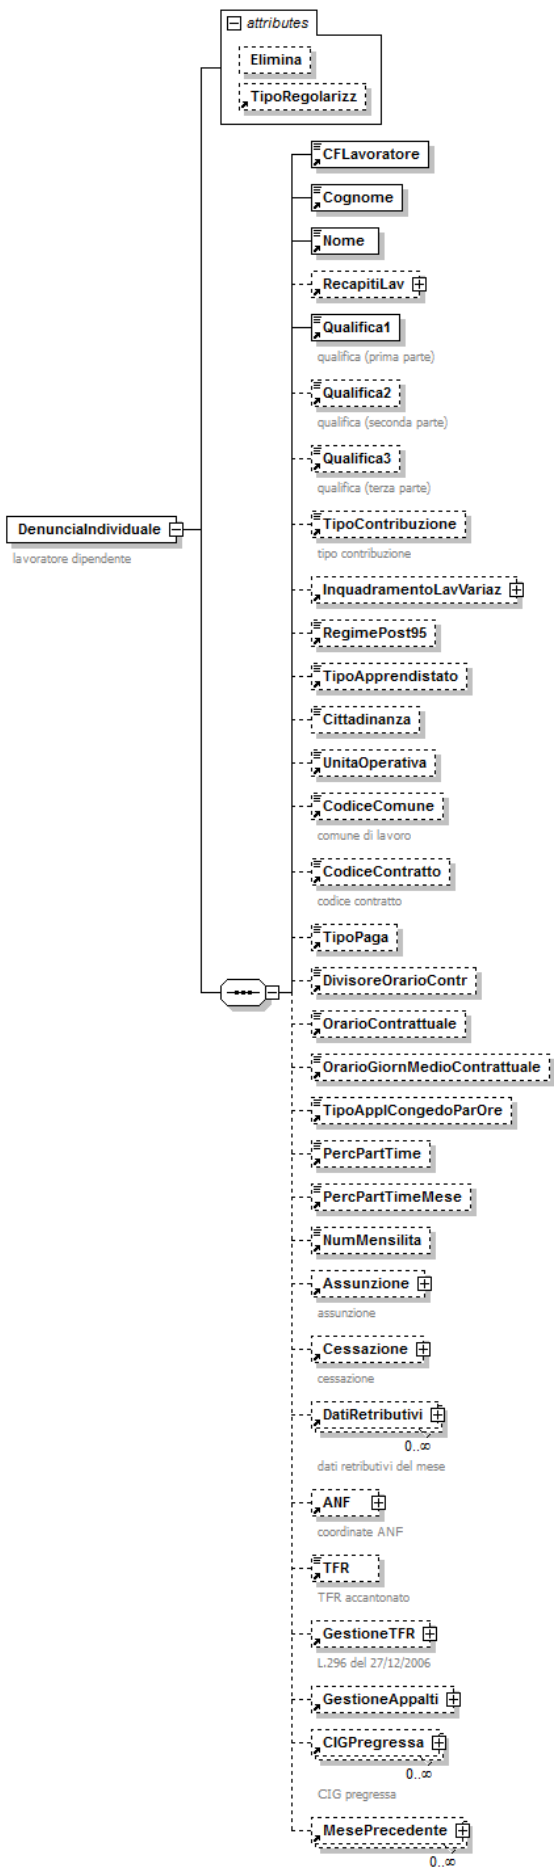 attributes
Elimina
TipoRegolarizz
CFLavoratore
Cognome
Nome
RecapitiLav
Qualifica1
qualifica (prima parte)
Qualifica2
qualifica (seconda parte)
Qualifica3
qualifica (terza parte)
DenunciaIndividuale
lavoratore dipendente
TipoContribuzione
tipo contribuzione
InquadramentoLavVariaz
RegimePost95
TipoApprendistato
Cittadinanza
UnitaOperativa
CodiceComune
comune di lavoro
CodiceContratto
codice contratto
TipoPaga
DivisoreOrarioContr
OrarioContrattuale
OrarioGiornMedioContrattuale
TipoApplCongedoParOre
PercPartTime
PercPartTimeMese
NumMensilita
Assunzione
assunzione
Cessazione
cessazione
DatiRetributivi
0..∞
dati retributivi del mese
ANF
coordinate ANF
TFR
TFR accantonato
GestioneTFR
L.296 del 27/12/2006
GestioneAppalti
CIGPregressa
0..∞
CIG pregressa
MesePrecedente
0..∞